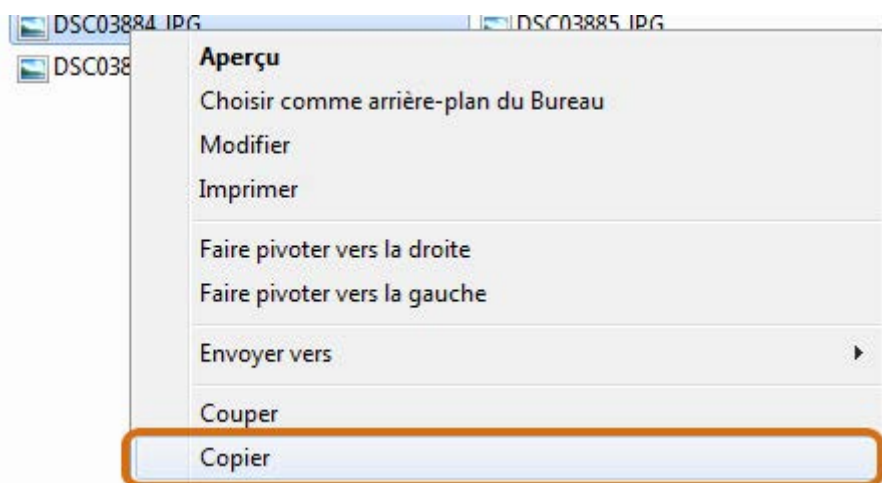 DSC03884.JPG
DSC03885.JPG
DSC038
Aperçu
Choisir comme arrière-plan du Bureau
Modifier
Imprimer
Faire pivoter vers la droite
Faire pivoter vers la gauche
Envoyer vers
Couper
Copier